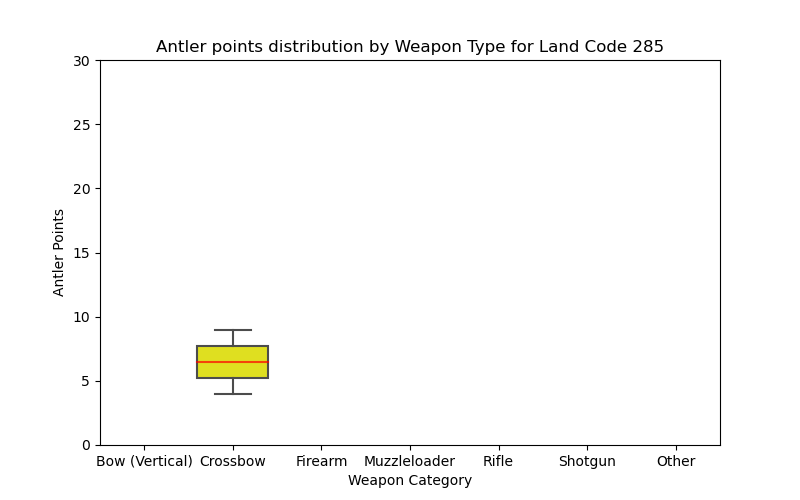 Antler points distribution by Weapon Type for Land Code 285
30
25
20
15
10
5
0
Antler Points
Bow (Vertical) Crossbow Firearm Muzzleloader Rifle Shotgun Other
Weapon Category